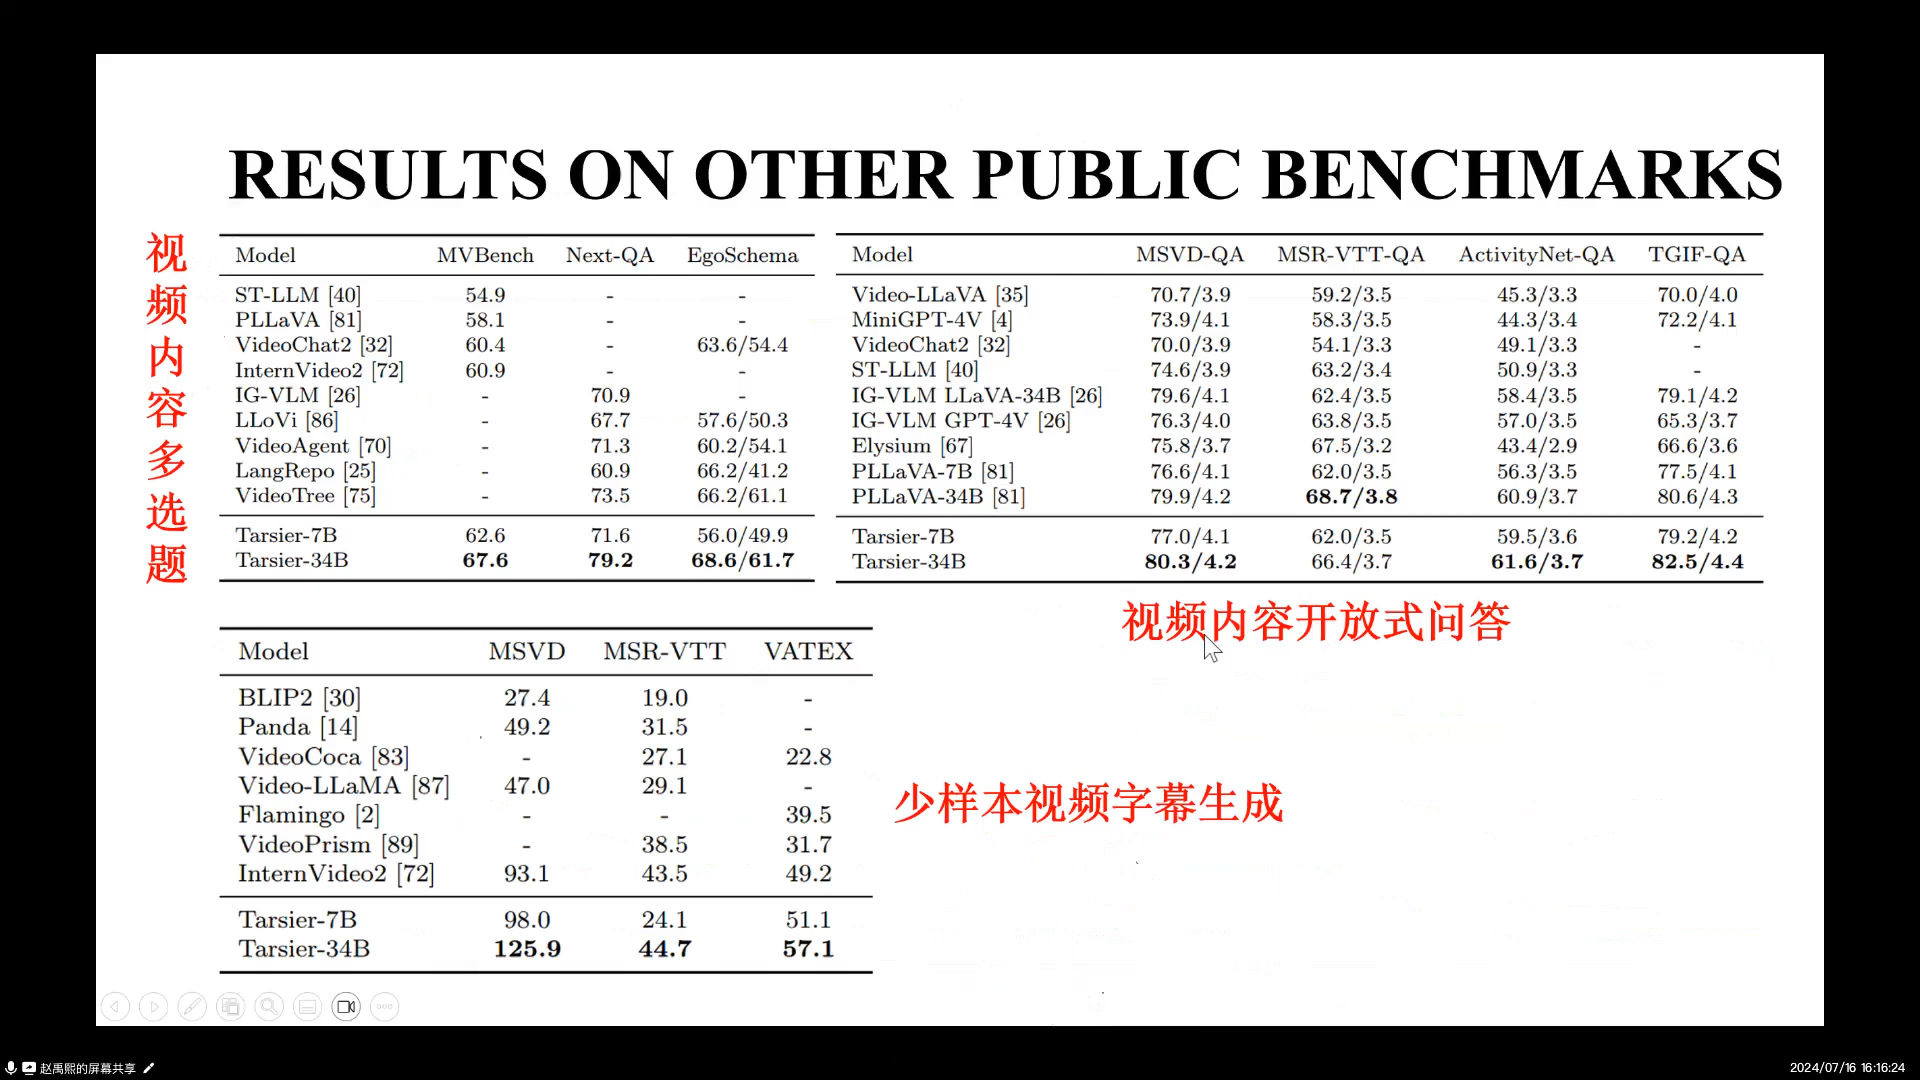 RESULTS ON OTHER PUBLIC BENCHMARKS
视频内容多选题
Model MVBench Next-QA EgoSchema
ST-LLM [40] 54.9 - -
PLLaVA [81] 58.1 - -
VideoChat2 [32] 60.4 - 63.6/54.4
InternVideo2 [72] 60.9 - -
IG-VLM [26] - 70.9 -
LLoVi [86] - 67.7 57.6/50.3
VideoAgent [70] - 71.3 60.2/54.1
LangRepo [25] - 60.9 66.2/41.2
VideoTree [75] - 73.5 66.2/61.1
Tarsier-7B 62.6 71.6 56.0/49.9
Tarsier-34B 67.6 79.2 68.6/61.7
Model MSVD-QA MSR-VTT-QA ActivityNet-QA TGIF-QA
Video-LLaVA [35] 70.7/3.9 59.2/3.5 45.3/3.3 70.0/4.0
MiniGPT-4V [4] 73.9/4.1 58.3/3.5 44.3/3.4 72.2/4.1
VideoChat2 [32] 70.0/3.9 54.1/3.3 49.1/3.3 -
ST-LLM [40] 74.6/3.9 63.2/3.4 50.9/3.3 -
IG-VLM LLaVA-34B [26] 79.6/4.1 62.4/3.5 58.4/3.5 79.1/4.2
IG-VLM GPT-4V [26] 76.3/4.0 63.8/3.5 57.0/3.5 65.3/3.7
Elysium [67] 75.8/3.7 67.5/3.2 43.4/2.9 66.6/3.6
PLLaVA-7B [81] 76.6/4.1 62.0/3.5 56.3/3.5 77.5/4.1
PLLaVA-34B [81] 79.9/4.2 68.7/3.8 60.9/3.7 80.6/4.3
Tarsier-7B 77.0/4.1 62.0/3.5 59.5/3.6 79.2/4.2
Tarsier-34B 80.3/4.2 66.4/3.7 61.6/3.7 82.5/4.4
视频内容开放式问答
Model MSVD MSR-VTT VATEX
BLIP2 [30] 27.4 19.0 -
Panda [14] 49.2 31.5 -
VideoCoca [83] - 27.1 22.8
Video-LLaMA [87] 47.0 29.1 -
Flamingo [2] - - 39.5
VideoPrism [89] - 38.5 31.7
InternVideo2 [72] 93.1 43.5 49.2
Tarsier-7B 98.0 24.1 51.1
Tarsier-34B 125.9 44.7 57.1
少样本视频字幕生成
赵禹熙的屏幕共享
2024/07/16 16:16:24